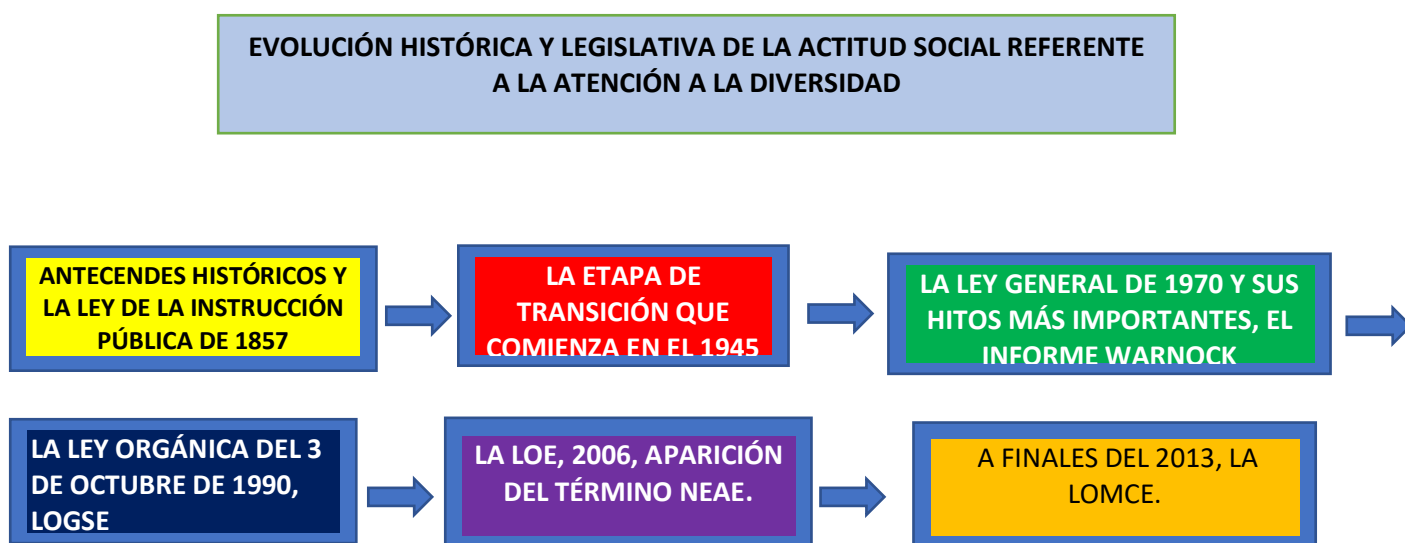 EVOLUCIÓN HISTÓRICA Y LEGISLATIVA DE LA ACTITUD SOCIAL REFERENTE
A LA ATENCIÓN A LA DIVERSIDAD
ANTECENDES HISTÓRICOS Y
LA LEY DE LA INSTRUCCIÓN
PÚBLICA DE 1857
LA ETAPA DE
TRANSICIÓN QUE
COMIENZA EN EL 1945
LA LEY GENERAL DE 1970 Y SUS
HITOS MÁS IMPORTANTES, EL
INFORME WARNOCK
LA LEY ORGÁNICA DEL 3
DE OCTUBRE DE 1990,
LOGSE
LA LOE, 2006, APARICIÓN
DEL TÉRMINO NEAE.
A FINALES DEL 2013, LA
LOMCE.